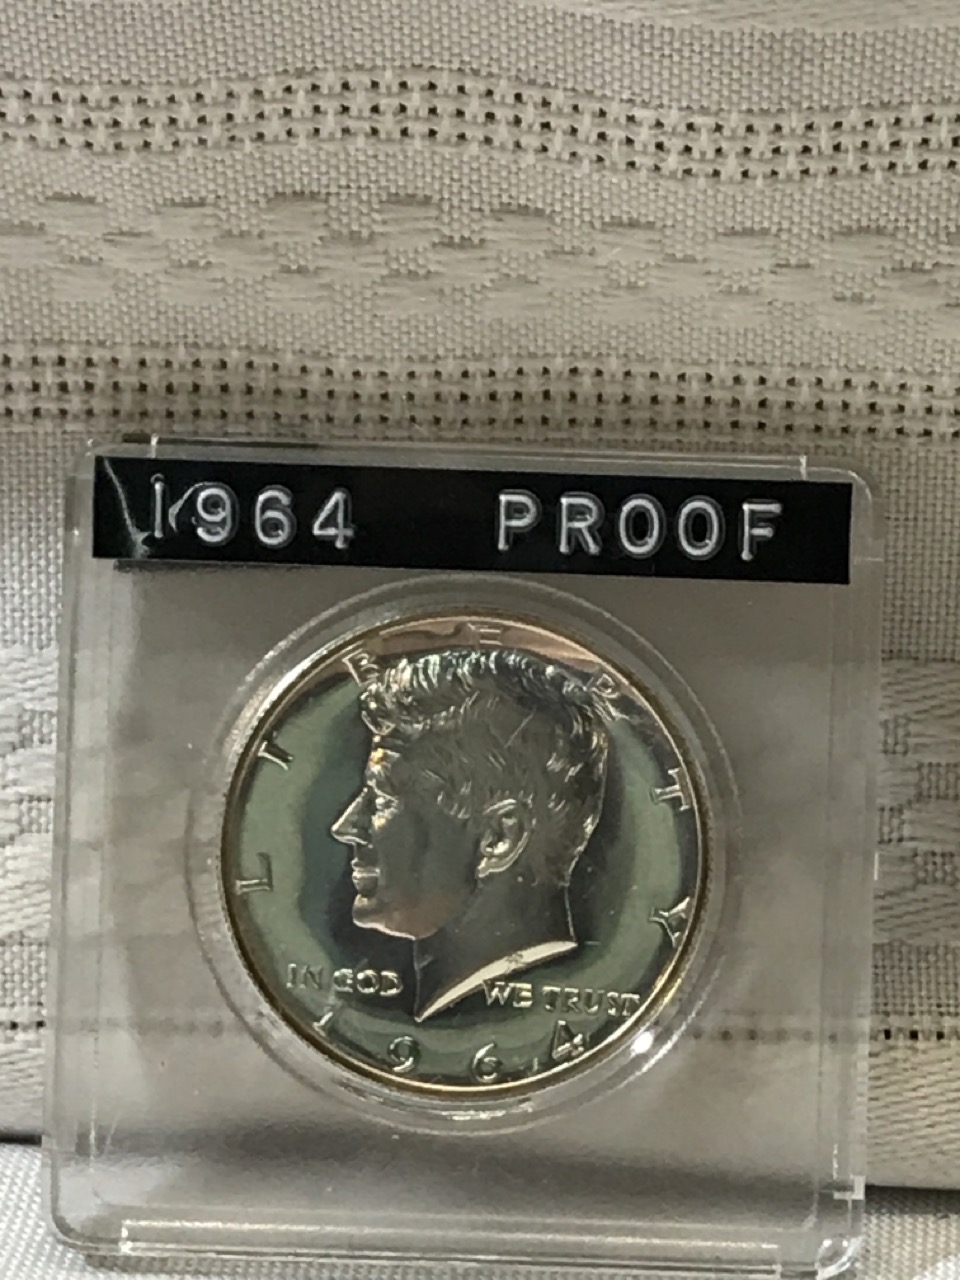 1964 PROOF
LIBERTY
IN GOD WE TRUST
1964